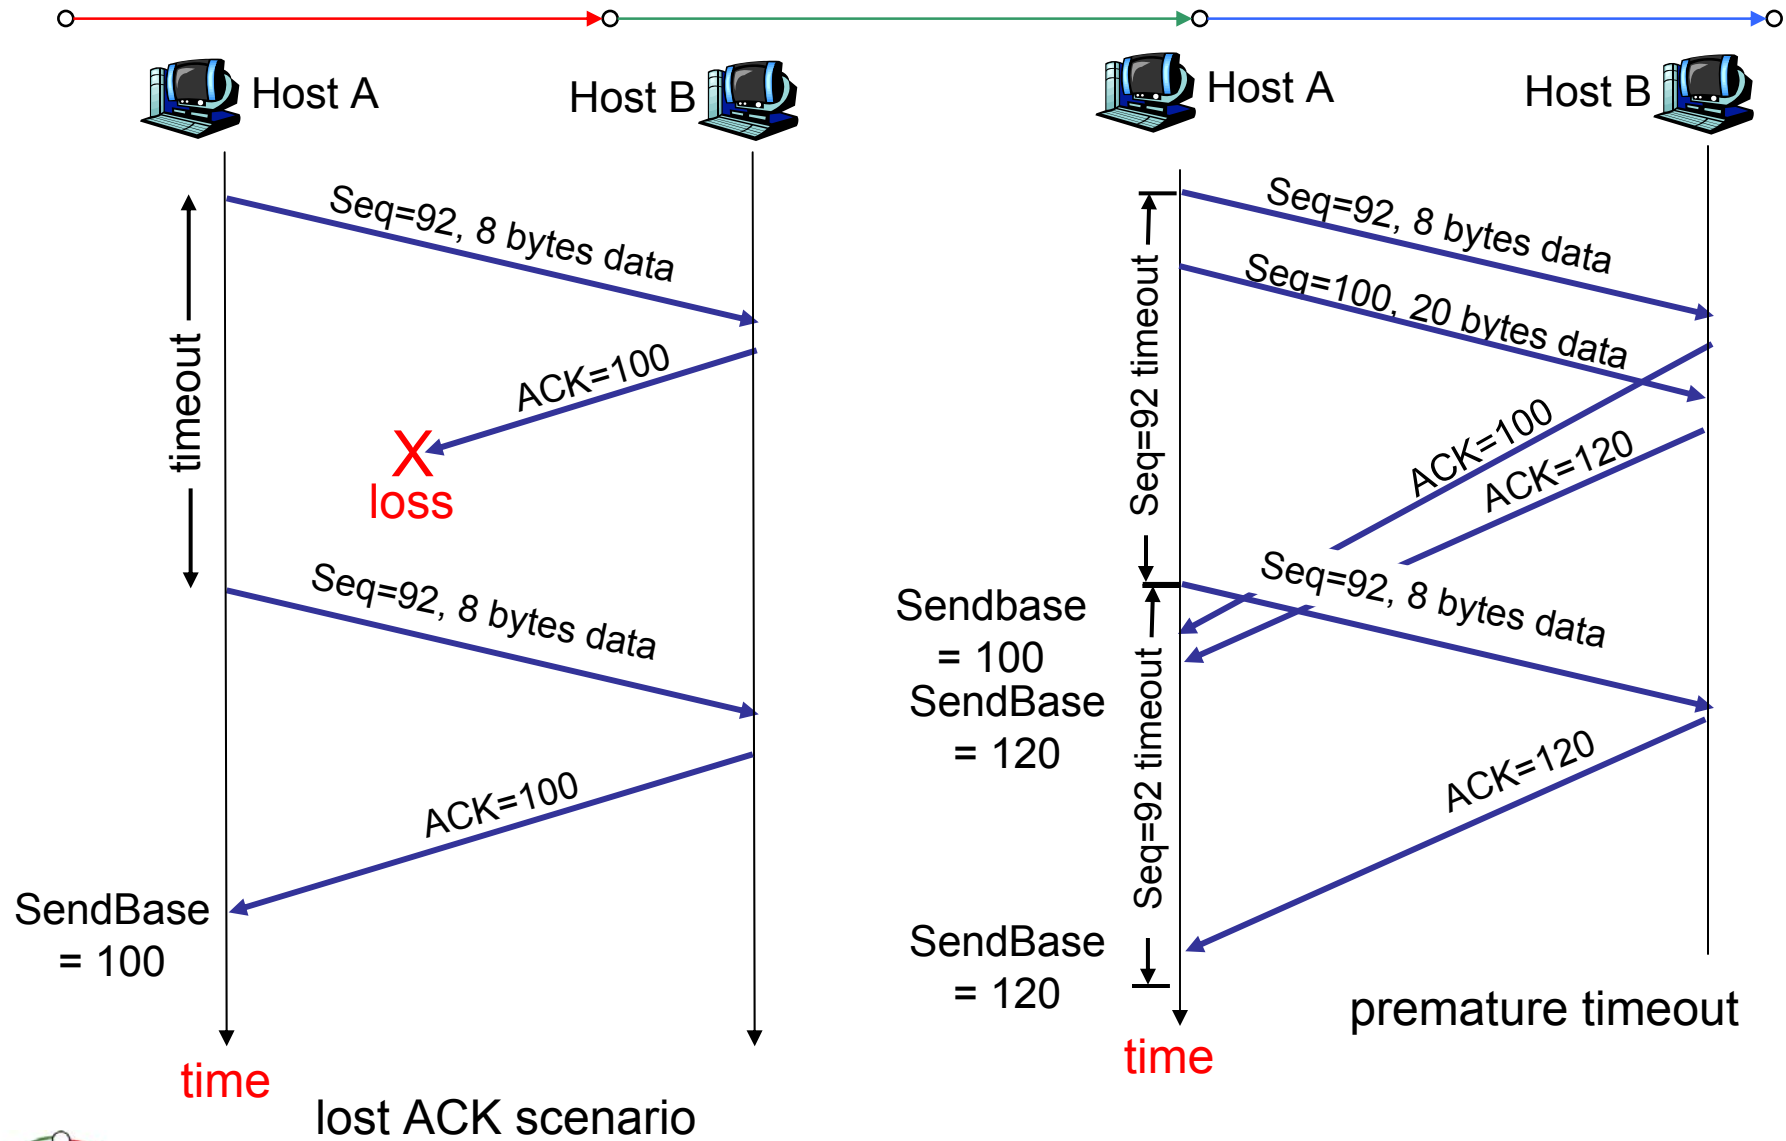 Host A
Host B
Seq=92, 8 bytes data
ACK=100
timeout
X
loss
Seq=92, 8 bytes data
ACK=100
SendBase
= 100
time
lost ACK scenario
Host A
Host B
Seq=92, 8 bytes data
Seq=100, 20 bytes data
Seq=92 timeout
ACK=100
ACK=120
Seq=92, 8 bytes data
Sendbase
= 100
SendBase
= 120
Seq=92 timeout
ACK=120
SendBase
= 120
premature timeout
time